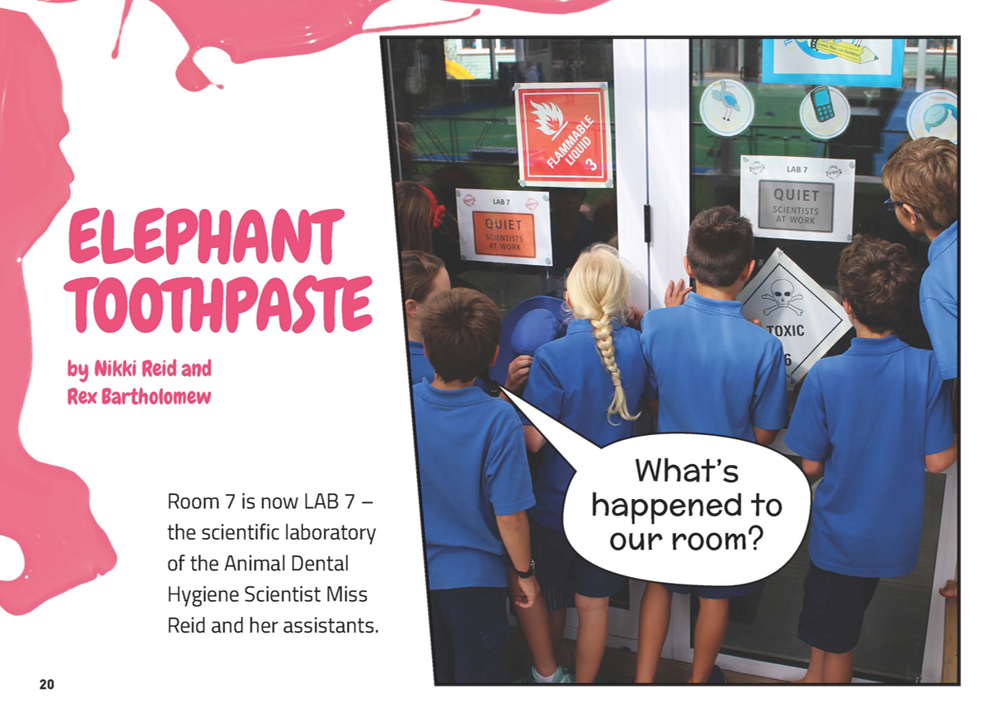 ELEPHANT
TOOTHPASTE
by Nikki Reid and
Rex Bartholomew
Room 7 is now LAB 7 –
the scientific laboratory
of the Animal Dental
Hygiene Scientist Miss
Reid and her assistants.
20
FLAMMABLE
LIQUID
3
LAB 7
QUIET
SCIENTISTS
AT WORK
LAB 7
QUIET
SCIENTISTS
AT WORK
TOXIC
6
What's
happened to
our room?